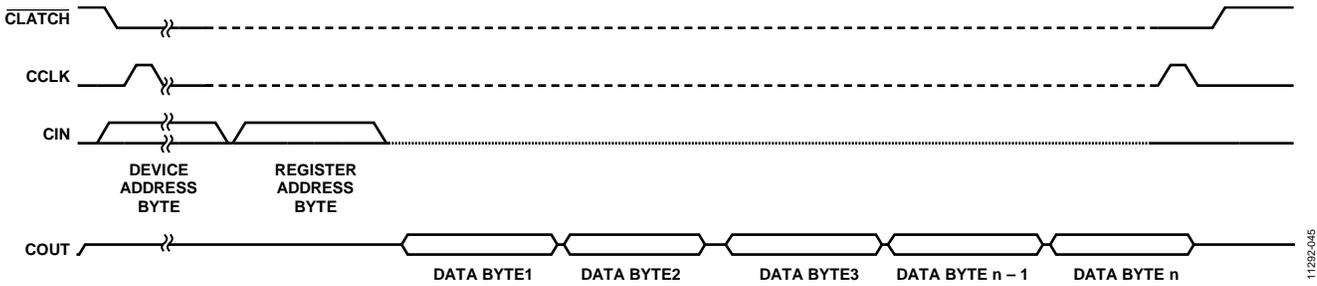 CLATCH
CCLK
CIN
DEVICE
ADDRESS
BYTE
REGISTER
ADDRESS
BYTE
COUT
DATA BYTE1
DATA BYTE2
DATA BYTE3
DATA BYTE n – 1
DATA BYTE n
11292-045